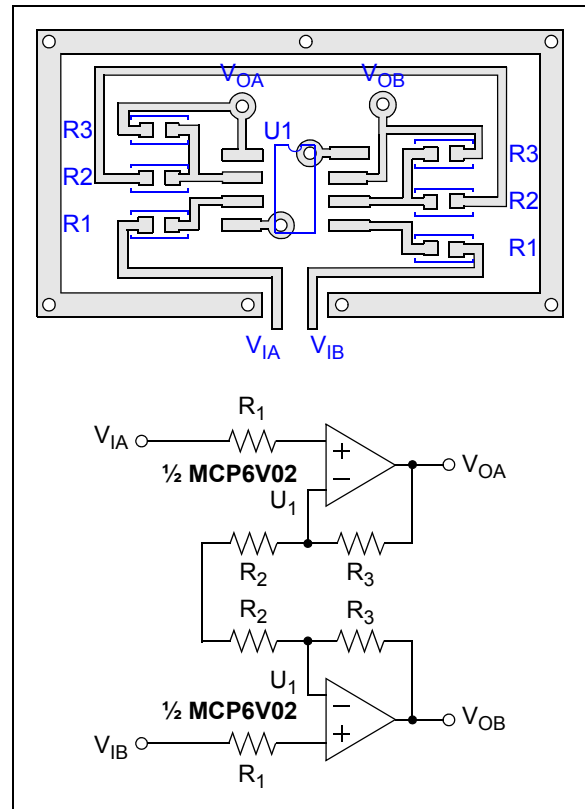 VOA VOB
U1
R3 R3
R2 R2
R1 R1
VIA VIB
R1
VIA VOA
½ MCP6V02
U1
R2 R3
R2 R3
U1
½ MCP6V02
VOB
VIB
R1